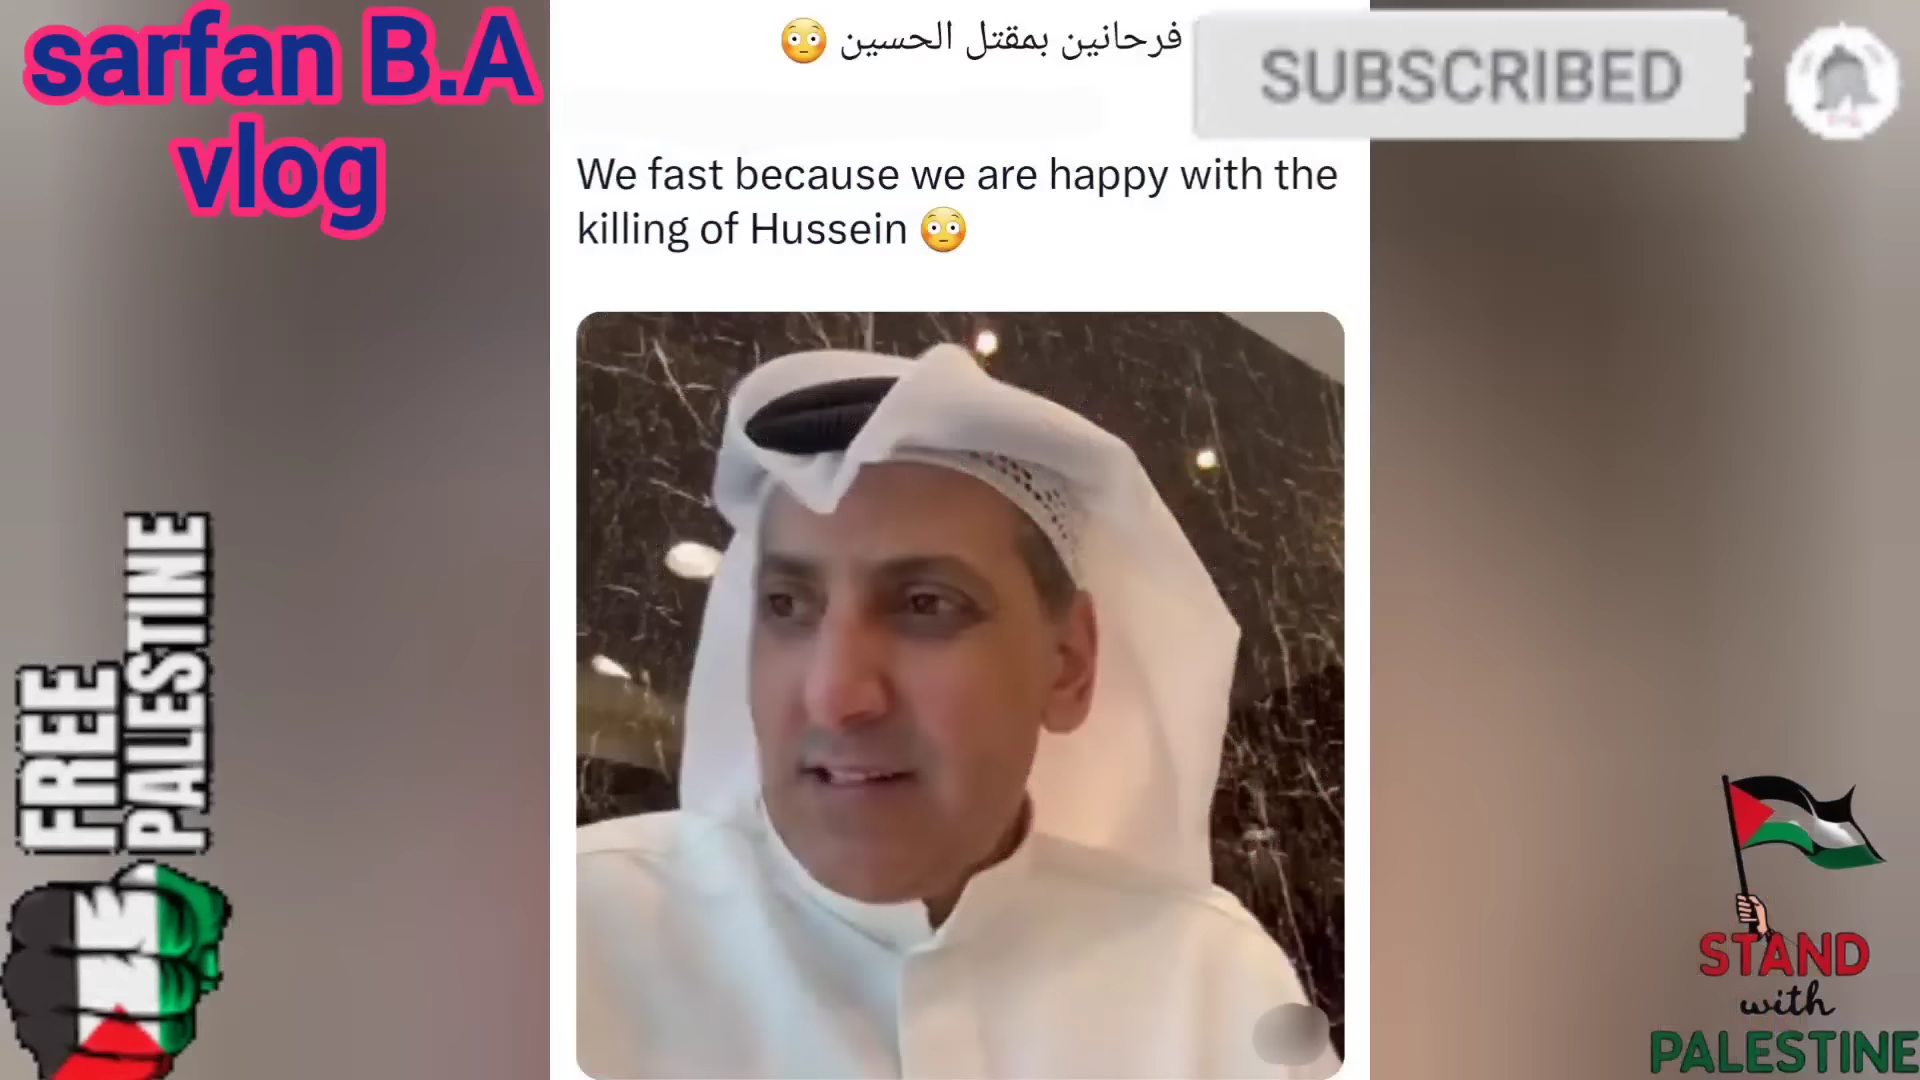 sarfan B.A
vlog
فرحانين بمقتل الحسين 😳
SUBSCRIBED
We fast because we are happy with the
killing of Hussein 😳
FREE
PALESTINE
STAND
with
PALESTINE